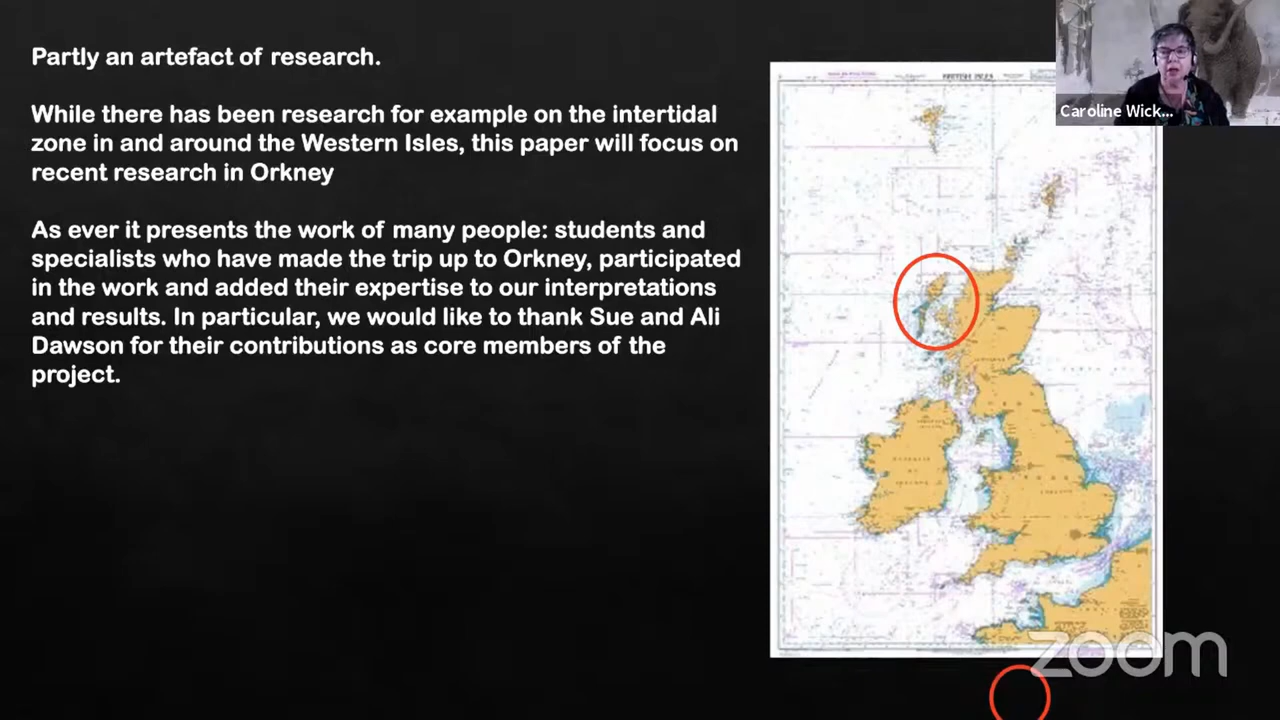 Partly an artefact of research.
While there has been research for example on the intertidal
zone in and around the Western Isles, this paper will focus on
recent research in Orkney
As ever it presents the work of many people: students and
specialists who have made the trip up to Orkney, participated
in the work and added their expertise to our interpretations
and results. In particular, we would like to thank Sue and Ali
Dawson for their contributions as core members of the
project.
BRITISH ISLES
Caroline Wick...
zoom